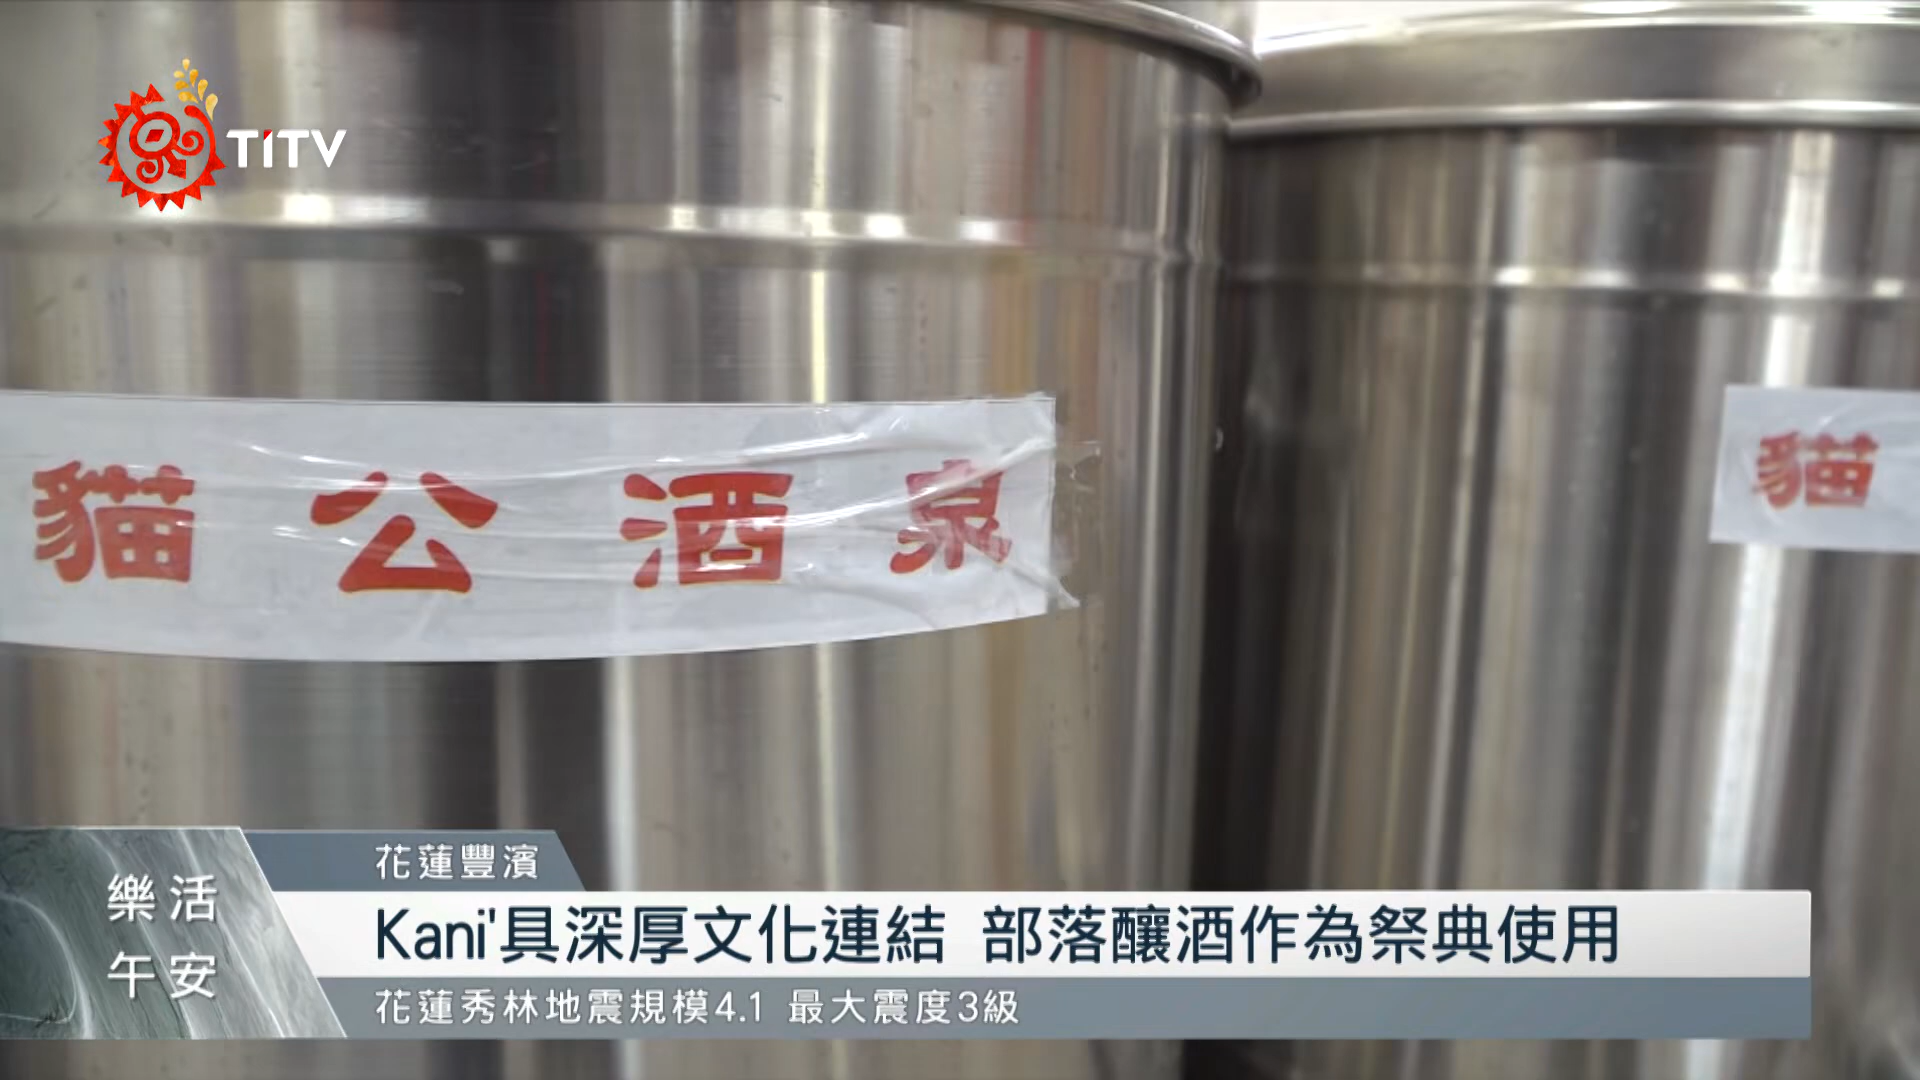 TiTV
貓公酒泉
貓
花蓮豐濱
樂活
午安
Kani'具深厚文化連結 部落釀酒作為祭典使用
花蓮秀林地震規模4.1 最大震度3級